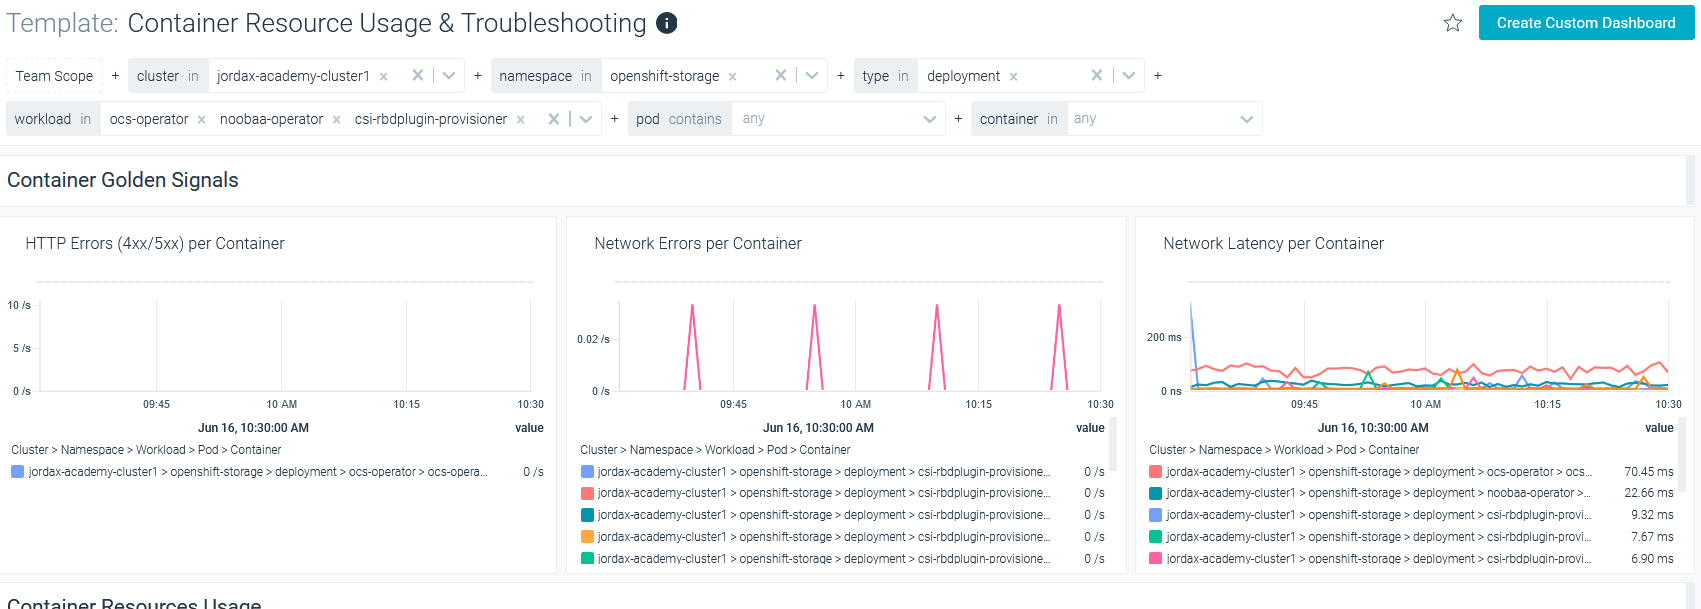 Template: Container Resource Usage & Troubleshooting i
Create Custom Dashboard
Team Scope + cluster in jordax-academy-cluster1 × × + namespace in openshift-storage × × + type in deployment × × +
workload in ocs-operator × noobaa-operator × csi-rbdplugin-provisioner × × + pod contains any + container in any
Container Golden Signals
HTTP Errors (4xx/5xx) per Container
10 /s
5 /s
0 /s
09:45 10 AM 10:15 10:30
Jun 16, 10:30:00 AM value
Cluster > Namespace > Workload > Pod > Container
jordax-academy-cluster1 > openshift-storage > deployment > ocs-operator > ocs-opera... 0 /s
Network Errors per Container
0.02 /s
0 /s
09:45 10 AM 10:15 10:30
Jun 16, 10:30:00 AM value
Cluster > Namespace > Workload > Pod > Container
jordax-academy-cluster1 > openshift-storage > deployment > csi-rbdplugin-provisione... 0 /s
jordax-academy-cluster1 > openshift-storage > deployment > csi-rbdplugin-provisione... 0 /s
jordax-academy-cluster1 > openshift-storage > deployment > csi-rbdplugin-provisione... 0 /s
jordax-academy-cluster1 > openshift-storage > deployment > csi-rbdplugin-provisione... 0 /s
jordax-academy-cluster1 > openshift-storage > deployment > csi-rbdplugin-provisione... 0 /s
Network Latency per Container
200 ms
0 ns
09:45 10 AM 10:15 10:30
Jun 16, 10:30:00 AM value
Cluster > Namespace > Workload > Pod > Container
jordax-academy-cluster1 > openshift-storage > deployment > ocs-operator > ocs... 70.45 ms
jordax-academy-cluster1 > openshift-storage > deployment > noobaa-operator >... 22.66 ms
jordax-academy-cluster1 > openshift-storage > deployment > csi-rbdplugin-provi... 9.32 ms
jordax-academy-cluster1 > openshift-storage > deployment > csi-rbdplugin-provi... 7.67 ms
jordax-academy-cluster1 > openshift-storage > deployment > csi-rbdplugin-provi... 6.90 ms
Container Resources Usage